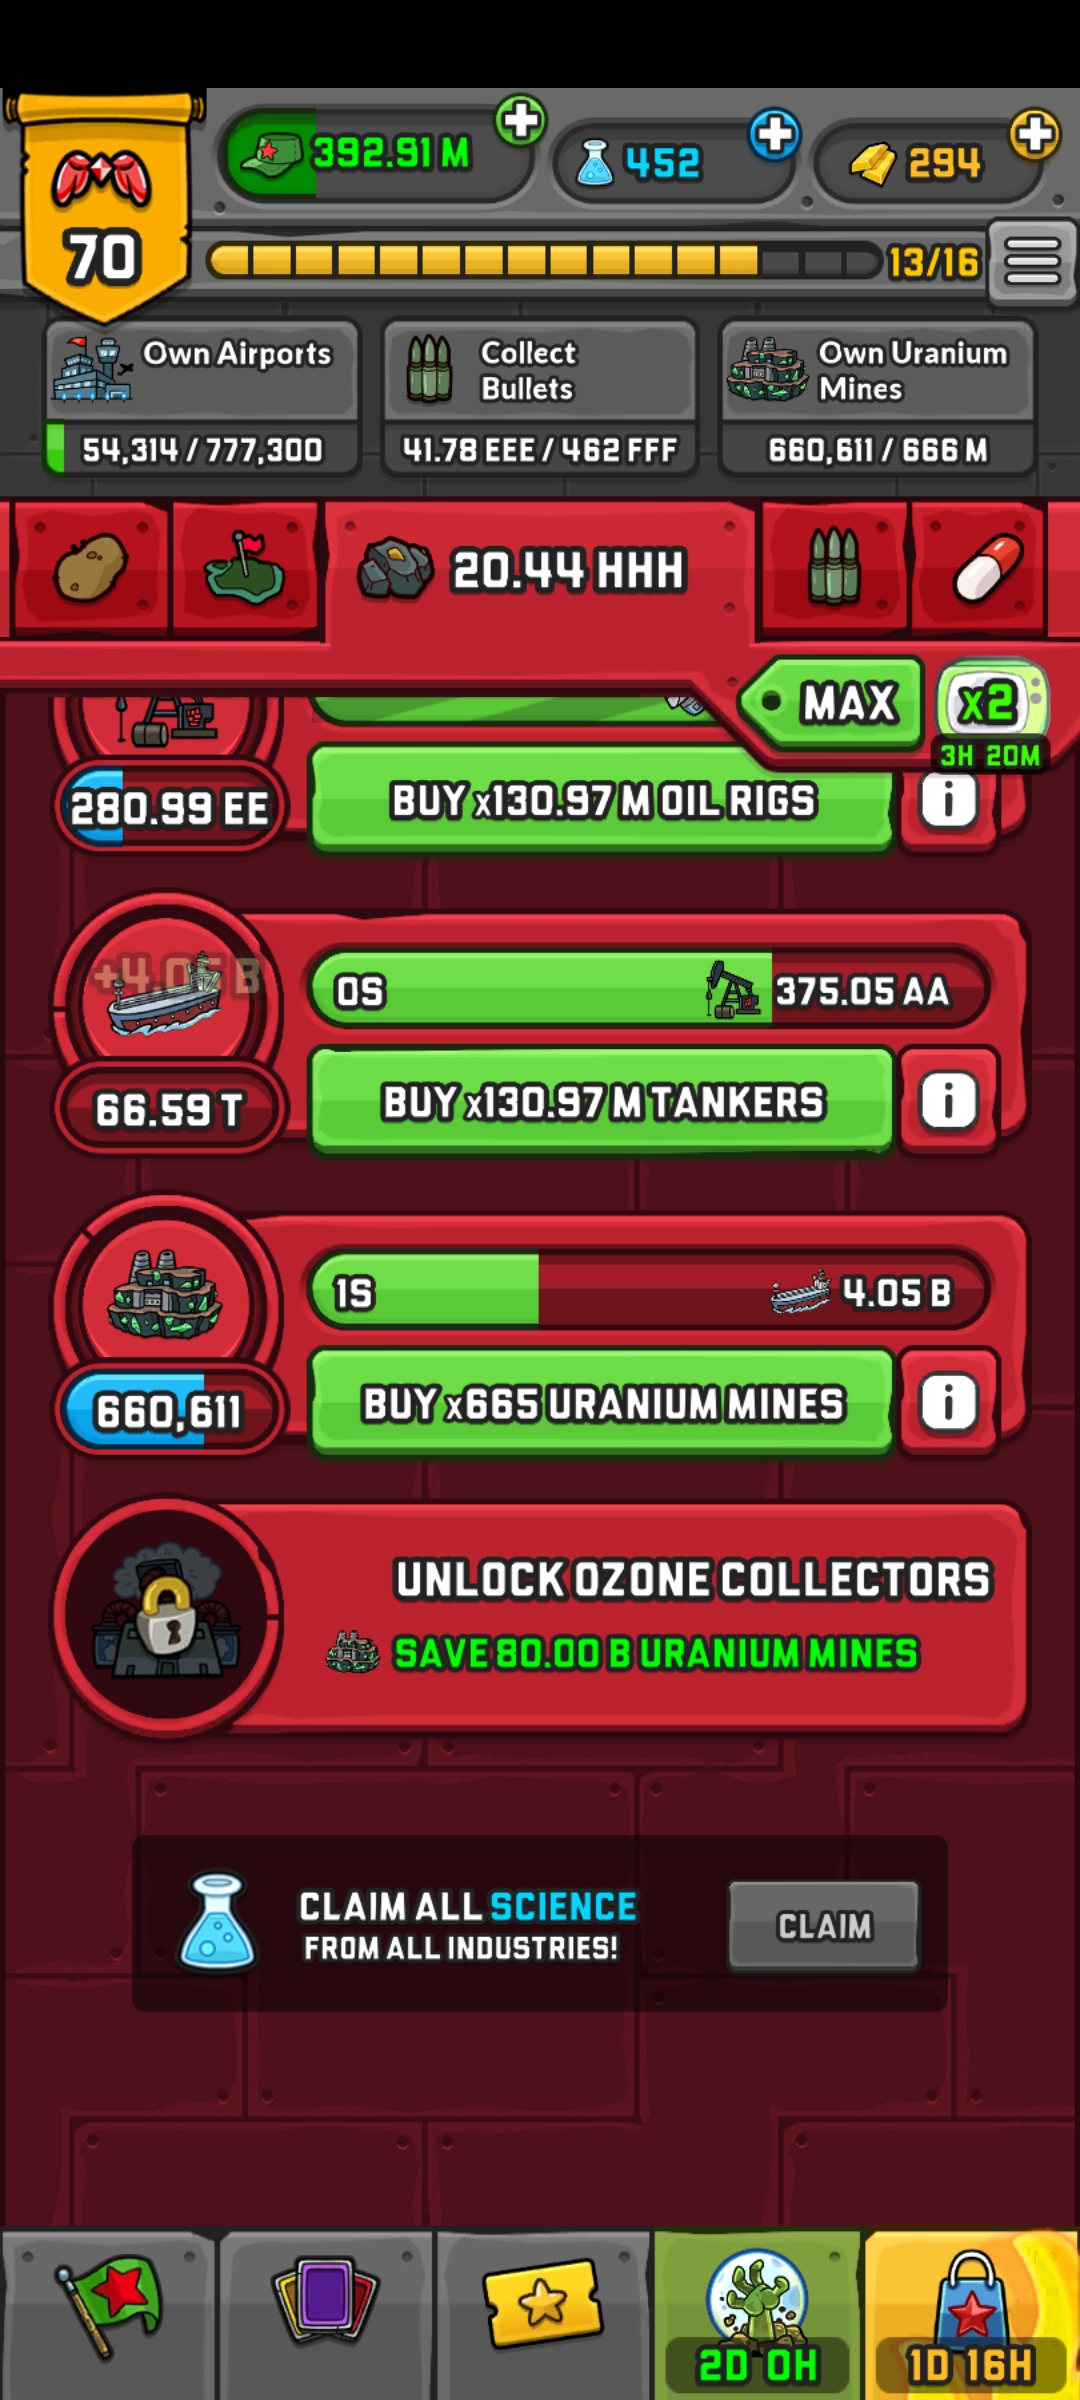 392.91 M
452
294
70
13/16
Own Airports
54,314 / 777,300
Collect
Bullets
41.78 EEE / 462 FFF
Own Uranium
Mines
660,611 / 666 M
20.44 HHH
MAX
x2
3H 20M
280.99 EE
BUY x130.97 M OIL RIGS
i
+4.05 B
0S
375.05 AA
66.59 T
BUY x130.97 M TANKERS
i
1S
4.05 B
660,611
BUY x665 URANIUM MINES
i
UNLOCK OZONE COLLECTORS
SAVE 80.00 B URANIUM MINES
CLAIM ALL SCIENCE
FROM ALL INDUSTRIES!
CLAIM
2D 0H
1D 16H